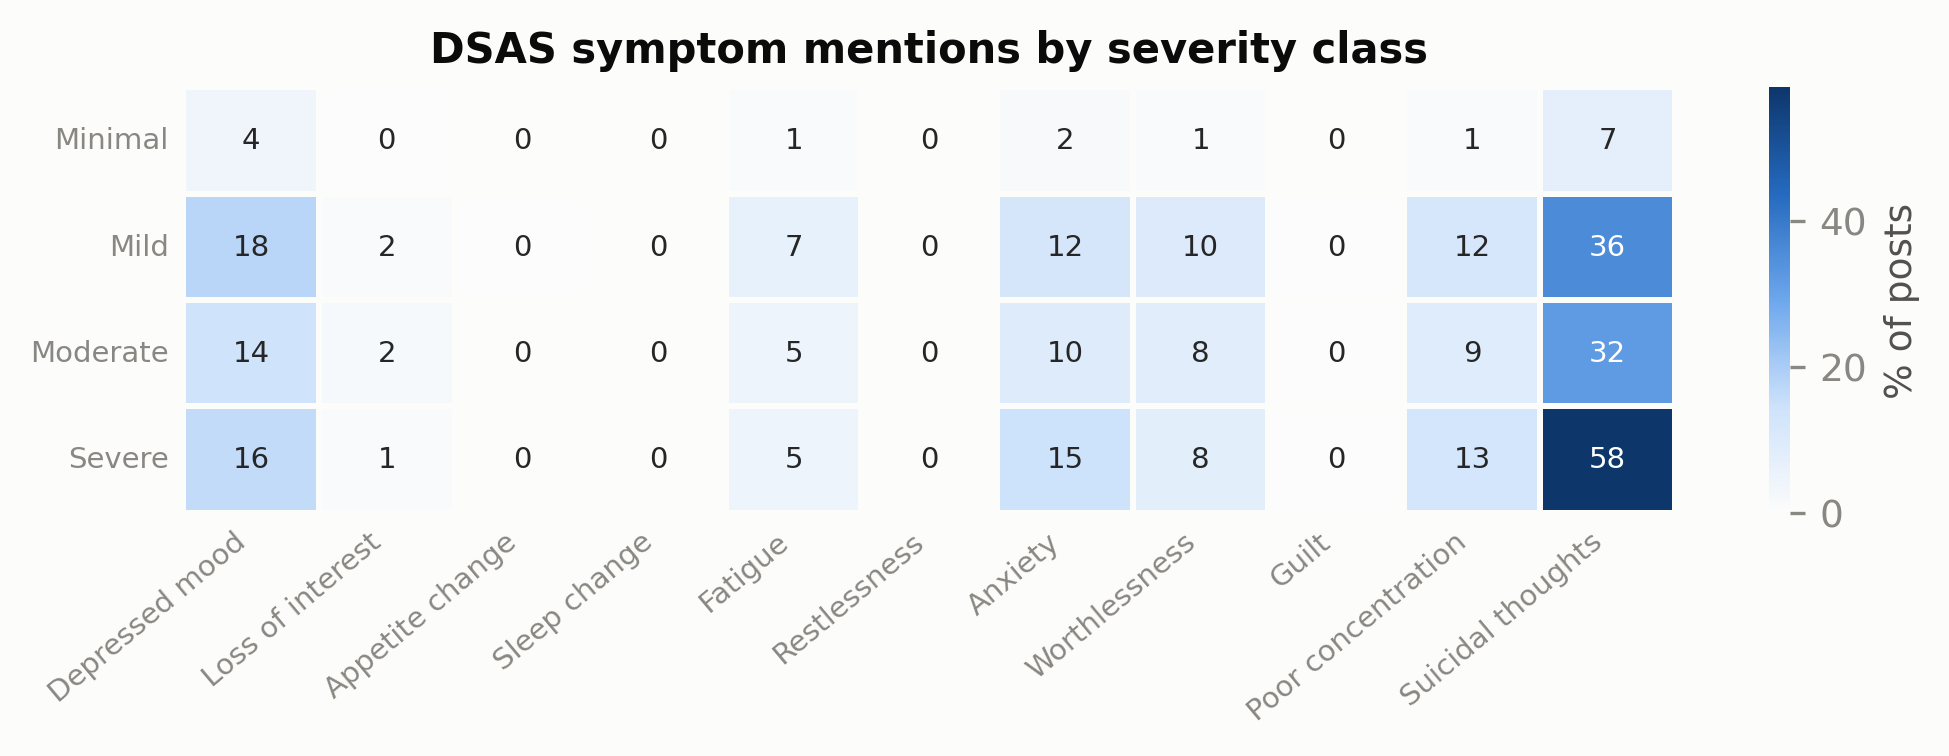 DSAS symptom mentions by severity class
Minimal 4 0 0 0 1 0 2 1 0 1 7
Mild 18 2 0 0 7 0 12 10 0 12 36
Moderate 14 2 0 0 5 0 10 8 0 9 32
Severe 16 1 0 0 5 0 15 8 0 13 58
Depressed mood
Loss of interest
Appetite change
Sleep change
Fatigue
Restlessness
Anxiety
Worthlessness
Guilt
Poor concentration
Suicidal thoughts
40
20
0
% of posts